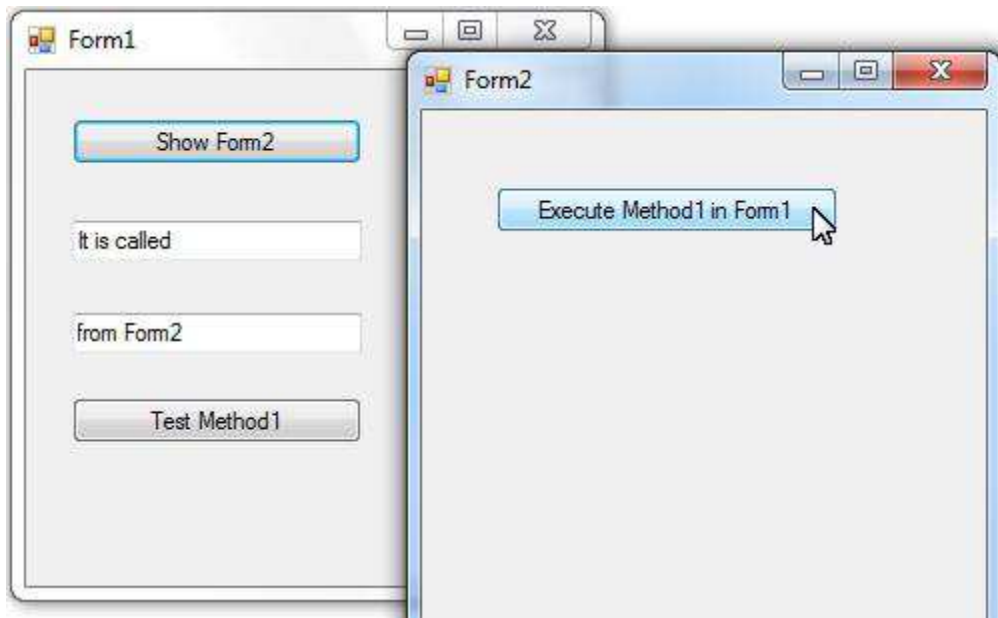 Form1
Show Form2
It is called
from Form2
Test Method1
Form2
Execute Method1 in Form1